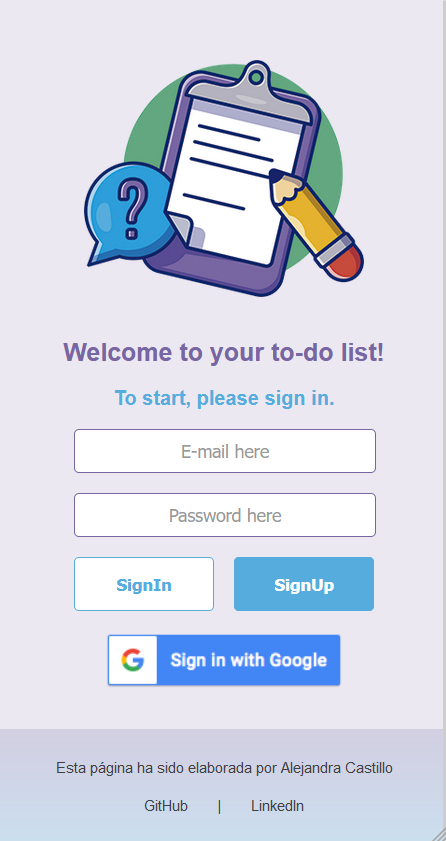 ?
Welcome to your to-do list!
To start, please sign in.
E-mail here
Password here
SignIn SignUp
G Sign in with Google
Esta página ha sido elaborada por Alejandra Castillo
GitHub | LinkedIn